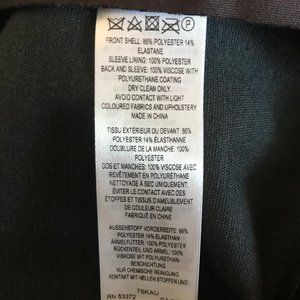 P
FRONT SHELL: 86% POLYESTER 14%
ELASTANE
SLEEVE LINING: 100% POLYESTER
BACK AND SLEEVE: 100% VISCOSE WITH
POLYURETHANE COATING
DRY CLEAN ONLY
AVOID CONTACT WITH LIGHT
COLOURED FABRICS AND UPHOLSTERY
MADE IN CHINA
TISSU EXTÉRIEUR DU DEVANT: 86%
POLYESTER 14% ÉLASTHANNE
DOUBLURE DE LA MANCHE: 100%
POLYESTER
DOS ET MANCHES: 100% VISCOSE AVEC
REVÊTEMENT EN POLYURÉTHANE
NETTOYAGE À SEC UNIQUEMENT
ÉVITER LE CONTACT AVEC DES
ÉTOFFES ET TISSUS D'AMEUBLEMENT
DE COULEUR CLAIRE
FABRIQUÉ EN CHINE
AUSSENSTOFF VORDERSEITE: 86%
POLYESTER 14% ELASTHAN
ÄRMELFUTTER: 100% POLYESTER
RÜCKENTEIL UND ÄRMEL: 100%
VISKOSE MIT POLYURETHAN-
BESCHICHTUNG
NUR CHEMISCHE REINIGUNG
KONTAKT MIT HELLEN STOFFEN UND
75KAU
RN 53372